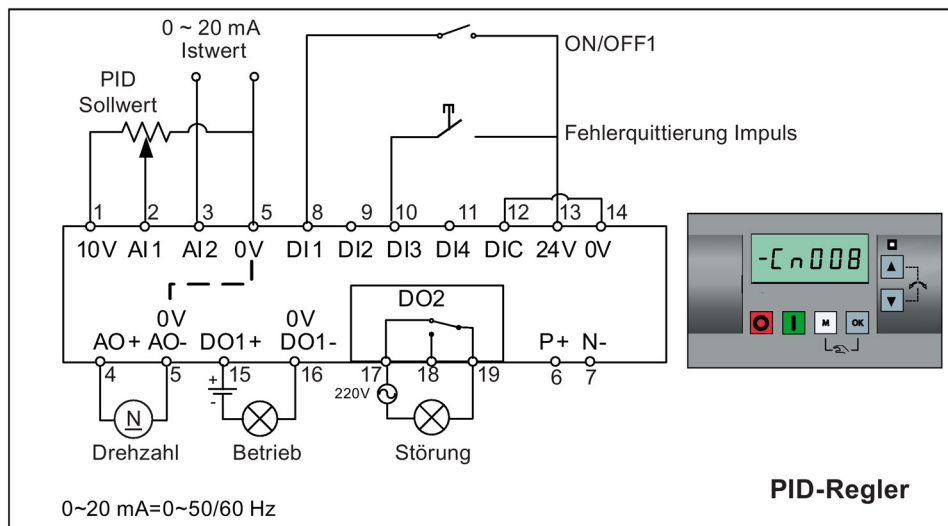 0 ~ 20 mA
Istwert
PID
Sollwert
ON/OFF1
Fehlerquittierung Impuls
1 2 3 5 8 9 10 11 12 13 14
10V AI1 AI2 0V DI1 DI2 DI3 DI4 DIC 24V 0V
-Cn008
M OK
DO2
0V 0V
AO+ AO- DO1+ DO1- P+ N-
4 5 15 16 17 18 19 6 7
+
-
220V
N
Drehzahl Betrieb Störung
PID-Regler
0~20 mA=0~50/60 Hz